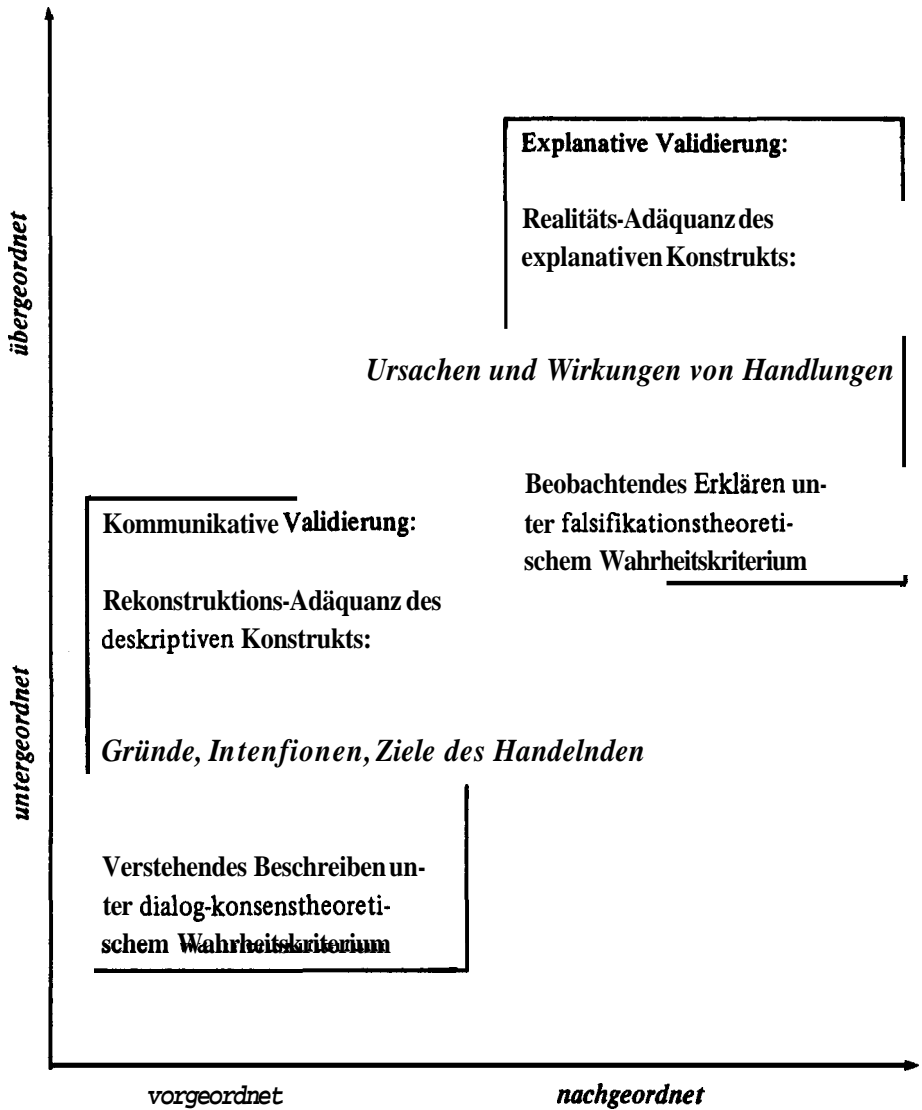 Explanative Validierung:
Realitäts-Adäquanz des
explanativen Konstrukts:
Ursachen und Wirkungen von Handlungen
Beobachtendes Erklären un-
ter falsifikationstheoreti-
schem Wahrheitskriterium
übergeordnet
Kommunikative Validierung:
Rekonstruktions-Adäquanz des
deskriptiven Konstrukts:
Gründe, Intenfionen, Ziele des Handelnden
Verstehendes Beschreiben un-
ter dialog-konsenstheoreti-
schem Wahrheitskriterium
untergeordnet
vorgeordnet
nachgeordnet